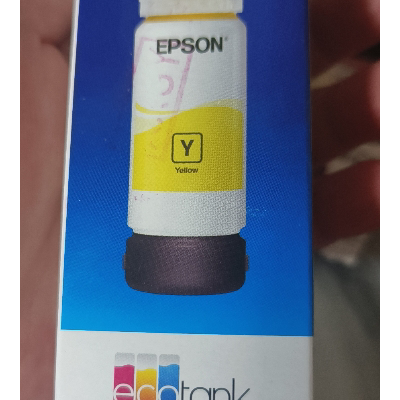 EPSON
Y
Yellow
ecotank